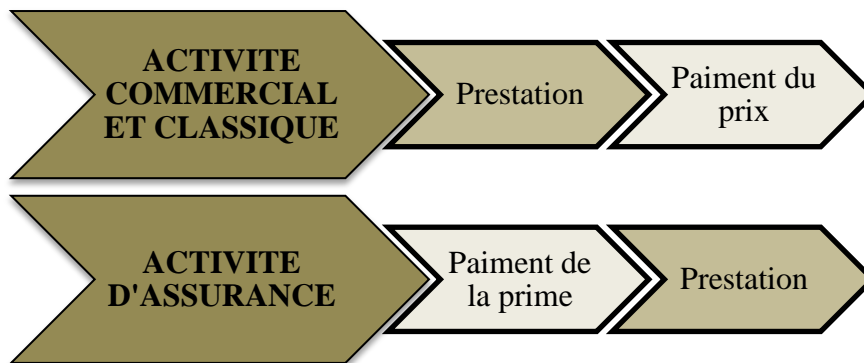 ACTIVITE
COMMERCIAL
ET CLASSIQUE
Prestation
Paiment du
prix
ACTIVITE
D'ASSURANCE
Paiment de
la prime
Prestation